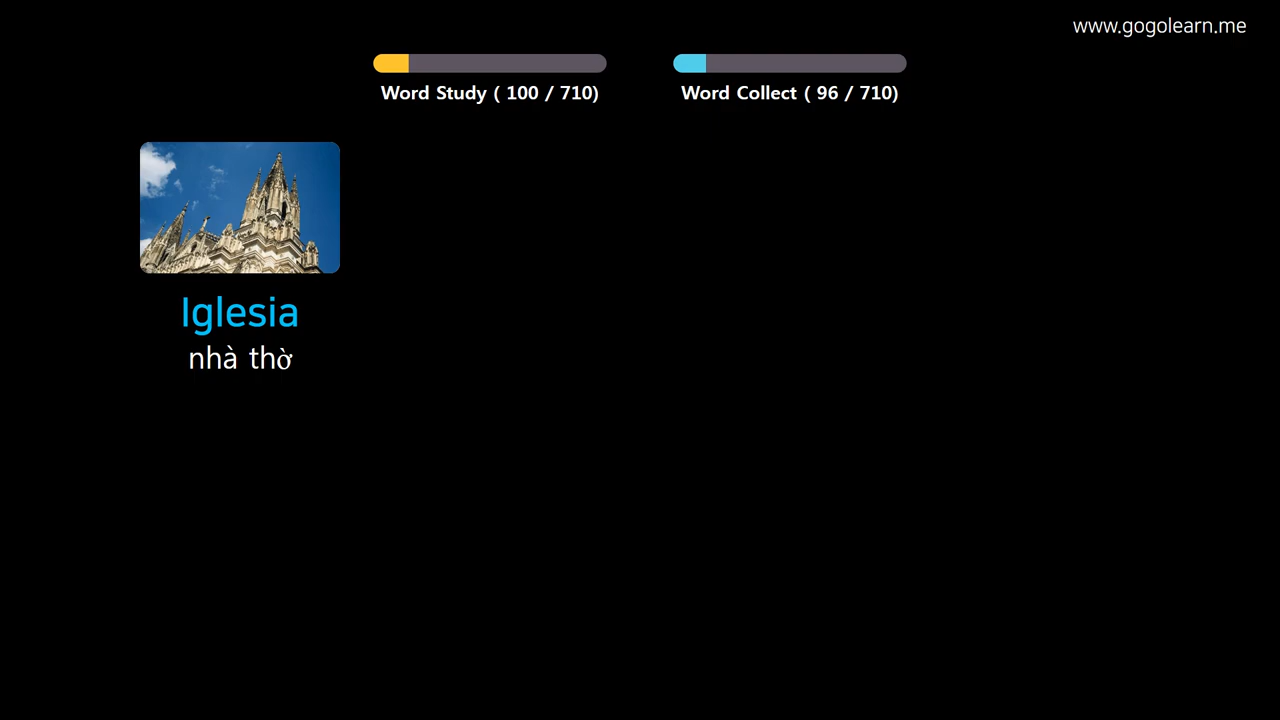 www.gogolearn.me
Word Study ( 100 / 710)
Word Collect ( 96 / 710)
Iglesia
nhà thờ